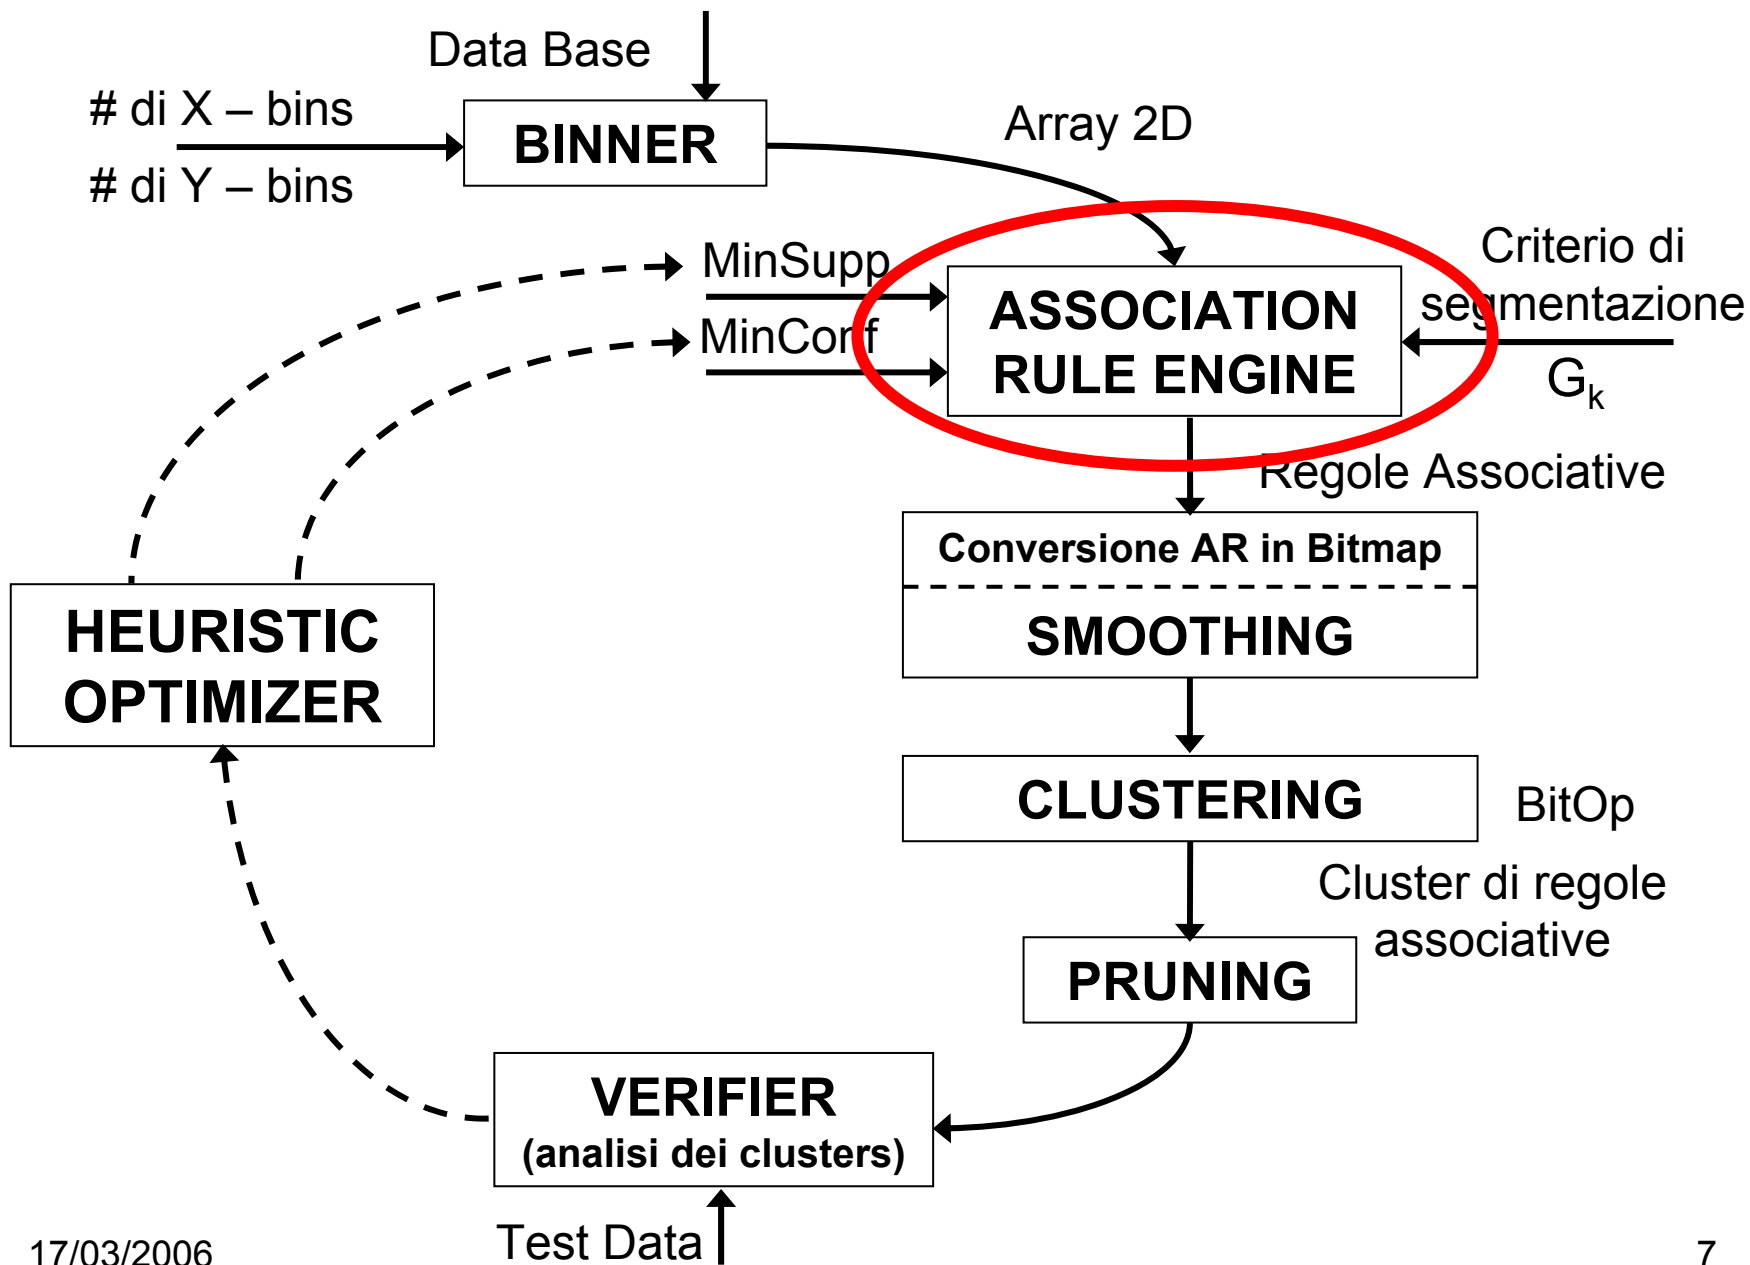 Data Base
# di X – bins
BINNER
# di Y – bins
Array 2D
MinSupp
MinConf
ASSOCIATION
RULE ENGINE
Criterio di
segmentazione
Gk
Regole Associative
Conversione AR in Bitmap
SMOOTHING
HEURISTIC
OPTIMIZER
CLUSTERING
BitOp
Cluster di regole
associative
PRUNING
VERIFIER
(analisi dei clusters)
Test Data
17/03/2006
7